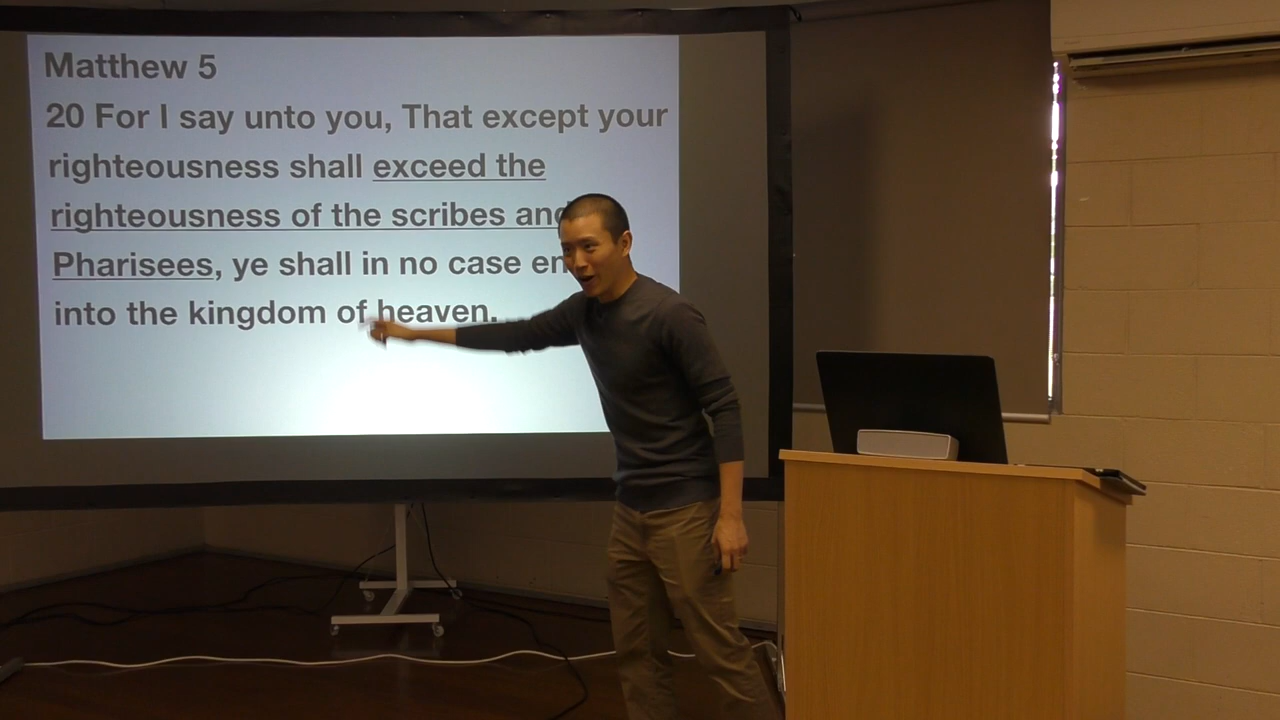 Matthew 5
20 For I say unto you, That except your
righteousness shall exceed the
righteousness of the scribes and
Pharisees, ye shall in no case
into the kingdom of heaven.